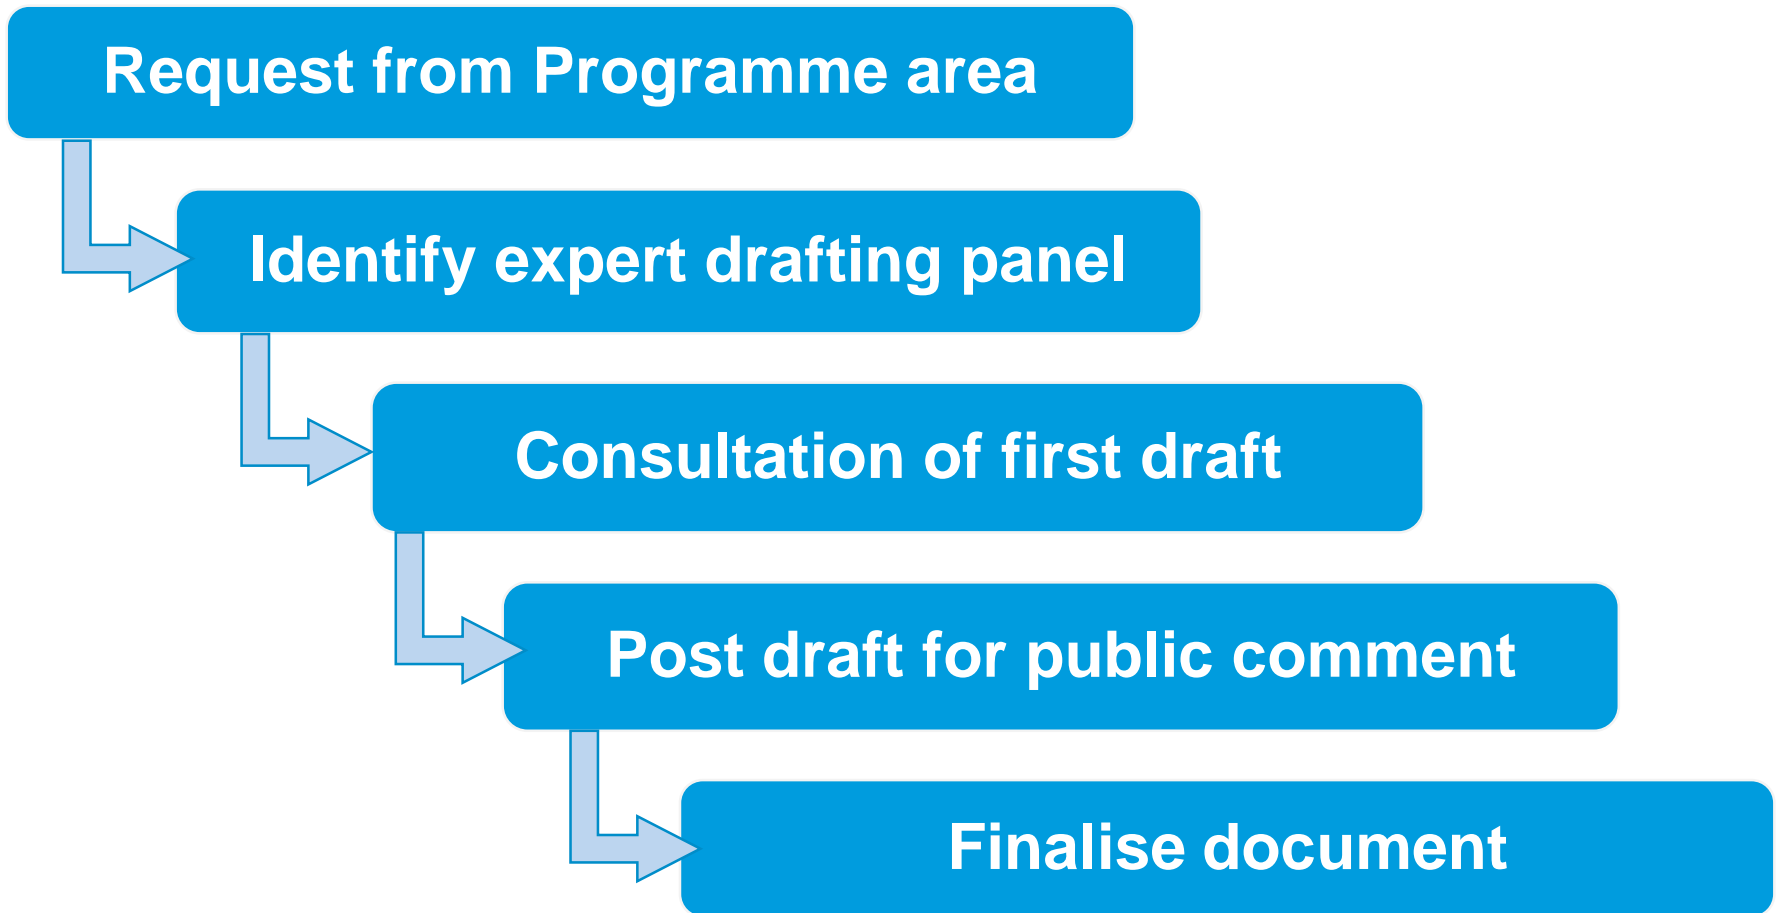 Request from Programme area
Identify expert drafting panel
Consultation of first draft
Post draft for public comment
Finalise document